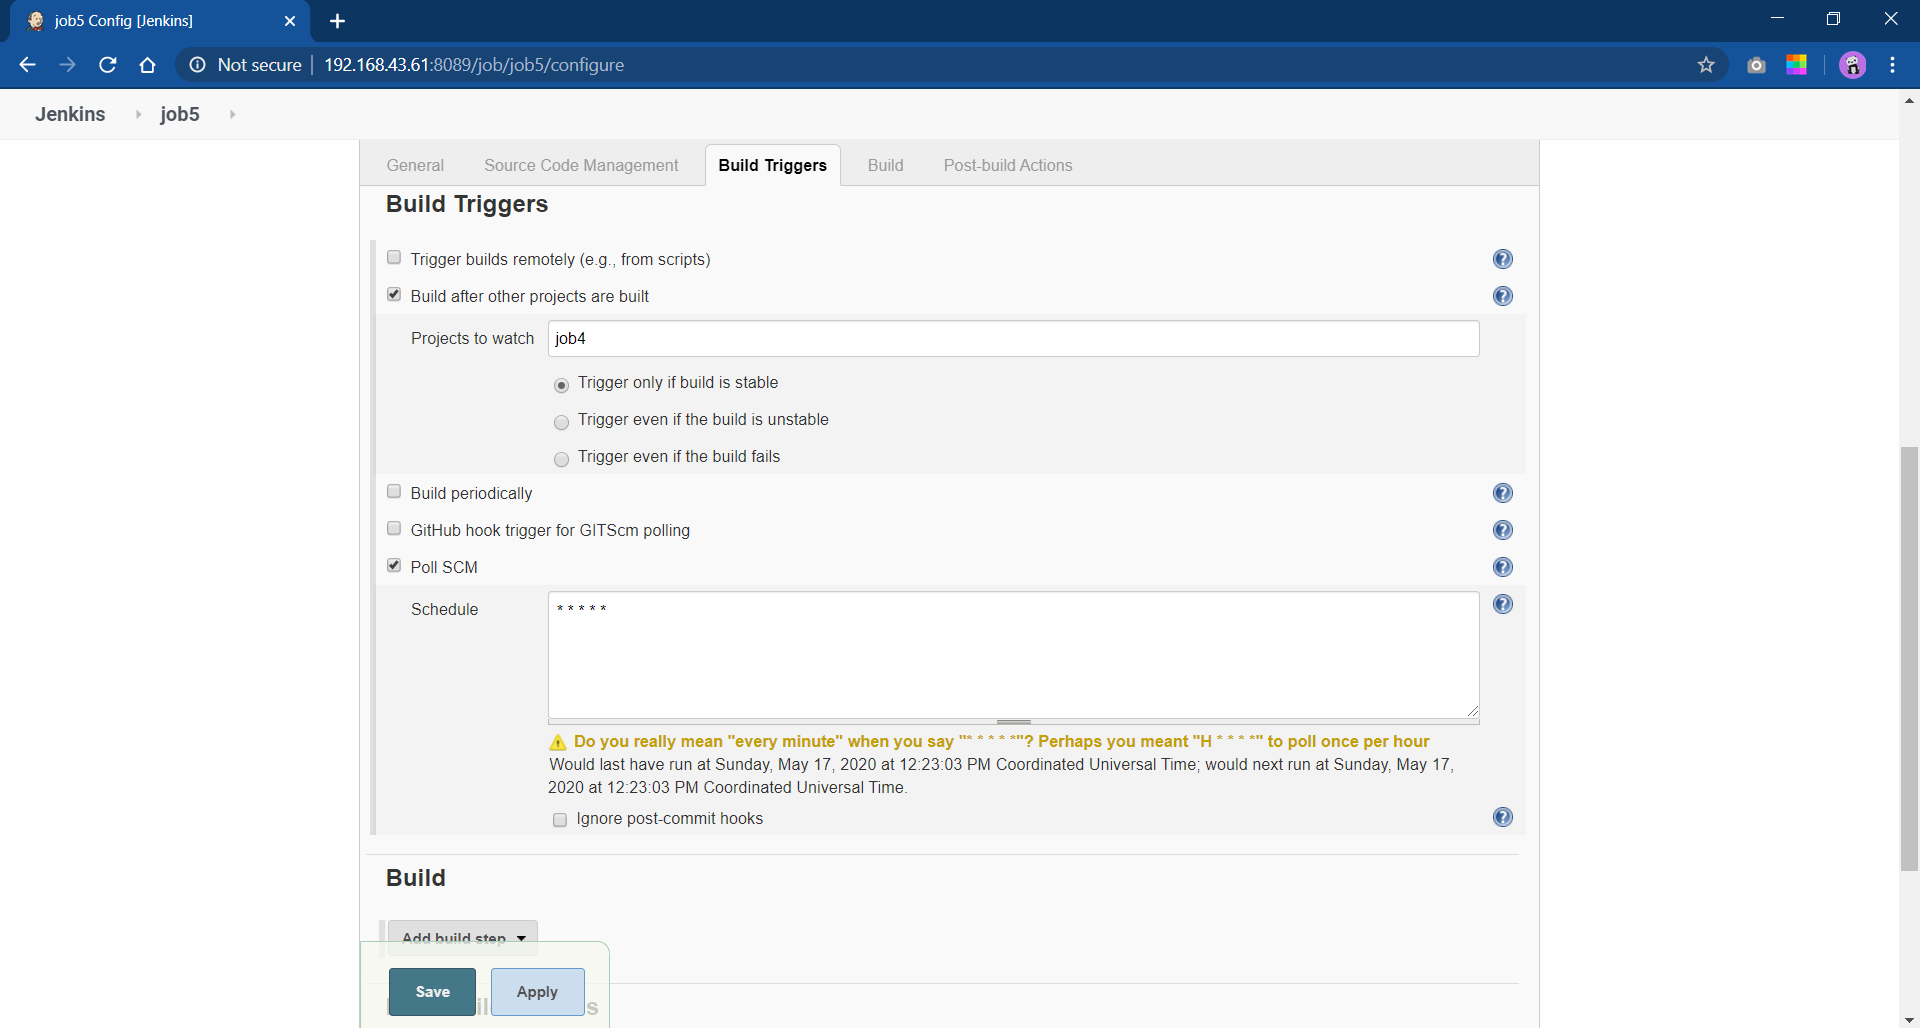 job5 Config [Jenkins]
Not secure 192.168.43.61:8089/job/job5/configure
Jenkins job5
General Source Code Management Build Triggers Build Post-build Actions
Build Triggers
Trigger builds remotely (e.g., from scripts)
Build after other projects are built
Projects to watch job4
Trigger only if build is stable
Trigger even if the build is unstable
Trigger even if the build fails
Build periodically
GitHub hook trigger for GITScm polling
Poll SCM
Schedule * * * * *
Do you really mean "every minute" when you say "* * * * *"? Perhaps you meant "H * * * *" to poll once per hour
Would last have run at Sunday, May 17, 2020 at 12:23:03 PM Coordinated Universal Time; would next run at Sunday, May 17,
2020 at 12:23:03 PM Coordinated Universal Time.
Ignore post-commit hooks
Build
Add build step
Save Apply